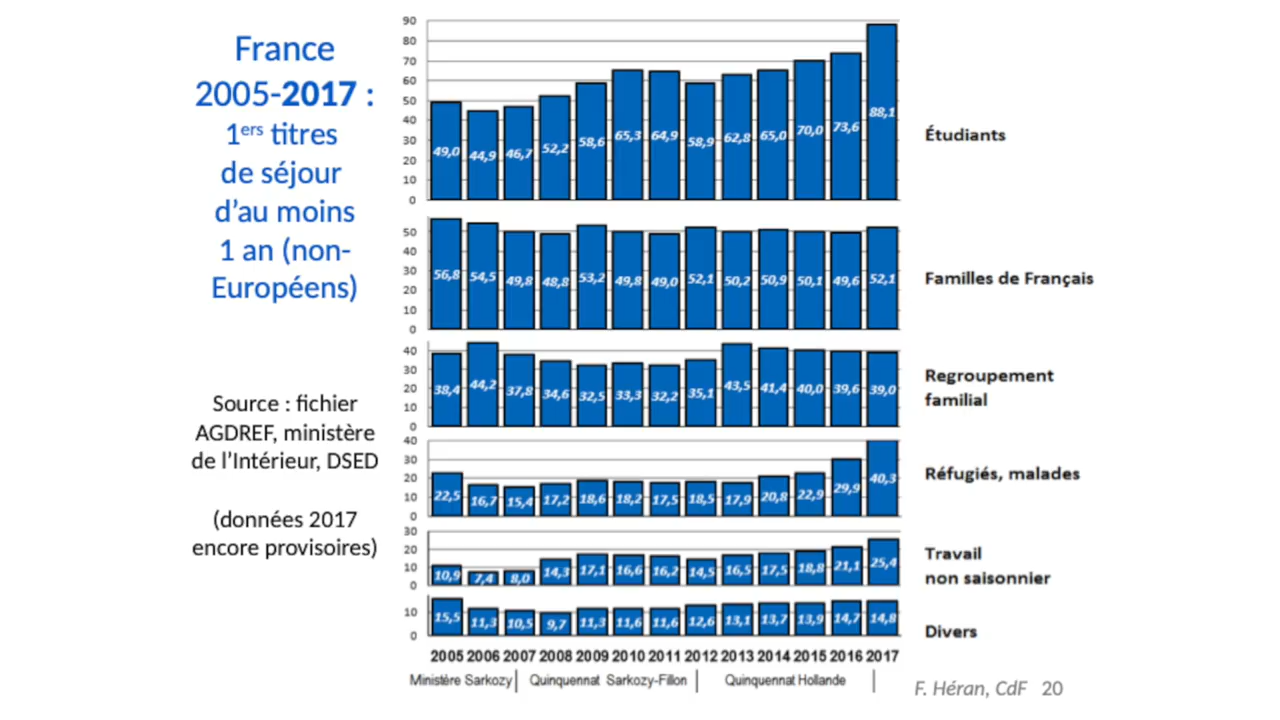 France
2005-2017 :
1ers titres
de séjour
d’au moins
1 an (non-
Européens)
Source : fichier
AGDREF, ministère
de l’Intérieur, DSED
(données 2017
encore provisoires)
90
80
70
60
50
40
30
20
10
0
49,0 44,9 46,7 52,2 58,6 65,3 64,9 58,9 62,8 65,0 70,0 73,6 88,1
Étudiants
50
40
30
20
10
0
56,8 54,5 49,8 48,8 53,2 49,8 49,0 52,1 50,2 50,9 50,1 49,6 52,1
Familles de Français
40
30
20
10
0
38,4 44,2 37,8 34,6 32,5 33,3 32,2 35,1 43,5 41,4 40,0 39,6 39,0
Regroupement
familial
40
30
20
10
0
22,5 16,7 15,4 17,2 18,6 18,2 17,5 18,5 17,9 20,8 22,9 29,9 40,3
Réfugiés, malades
30
20
10
0
10,9 7,4 8,0 14,3 17,1 16,6 16,2 14,5 16,5 17,5 18,8 21,1 25,4
Travail
non saisonnier
10
0
15,5 11,3 10,5 9,7 11,3 11,6 11,6 12,6 13,1 13,7 13,9 14,7 14,8
Divers
2005 2006 2007 2008 2009 2010 2011 2012 2013 2014 2015 2016 2017
Ministère Sarkozy Quinquennat Sarkozy-Fillon Quinquennat Hollande
F. Héran, CdF 20